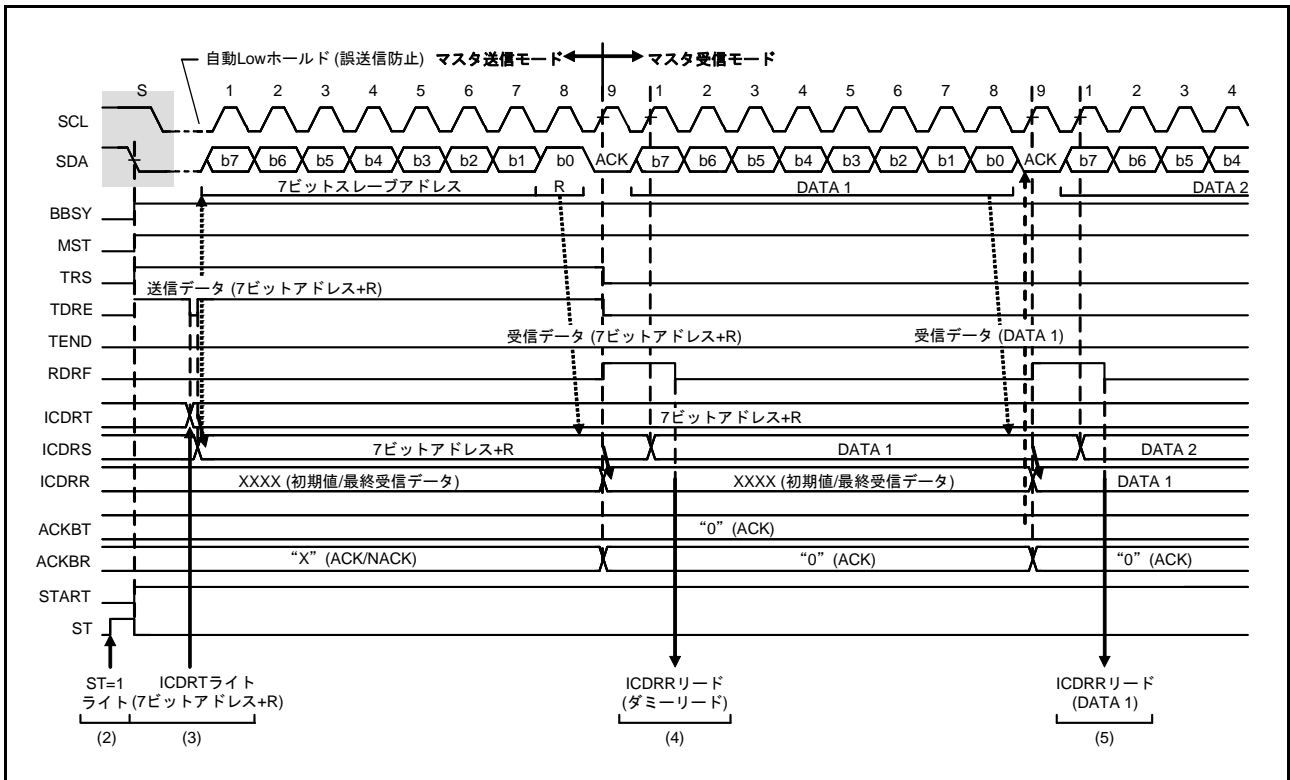 自動Lowホールド (誤送信防止) マスタ送信モード マスタ受信モード
S 1 2 3 4 5 6 7 8 9 1 2 3 4 5 6 7 8 9 1 2 3 4
SCL
SDA b7 b6 b5 b4 b3 b2 b1 b0 ACK b7 b6 b5 b4 b3 b2 b1 b0 ACK b7 b6 b5 b4
7ビットスレーブアドレス R DATA 1 DATA 2
BBSY
MST
TRS
送信データ (7ビットアドレス+R)
TDRE
受信データ (7ビットアドレス+R) 受信データ (DATA 1)
TEND
RDRF
ICDRT 7ビットアドレス+R
ICDRS 7ビットアドレス+R DATA 1 DATA 2
ICDRR XXXX (初期値/最終受信データ) XXXX (初期値/最終受信データ) DATA 1
ACKBT “0” (ACK)
ACKBR “X” (ACK/NACK) “0” (ACK) “0” (ACK)
START
ST
ST=1 ICDRTライト ICDRRリード ICDRRリード
ライト (7ビットアドレス+R) (ダミーリード) (DATA 1)
(2) (3) (4) (5)